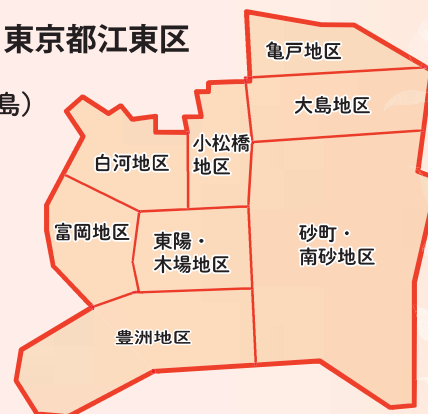 東京都江東区
島）
亀戸地区
大島地区
小松橋
地区
白河地区
富岡地区
東陽・
木場地区
砂町・
南砂地区
豊洲地区